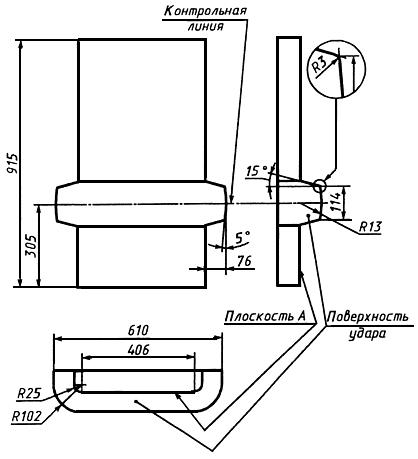 Контрольная
линия
R3
915
15°
114
305
R13
5°
76
Плоскость А
Поверхность
удара
610
406
R25
R102